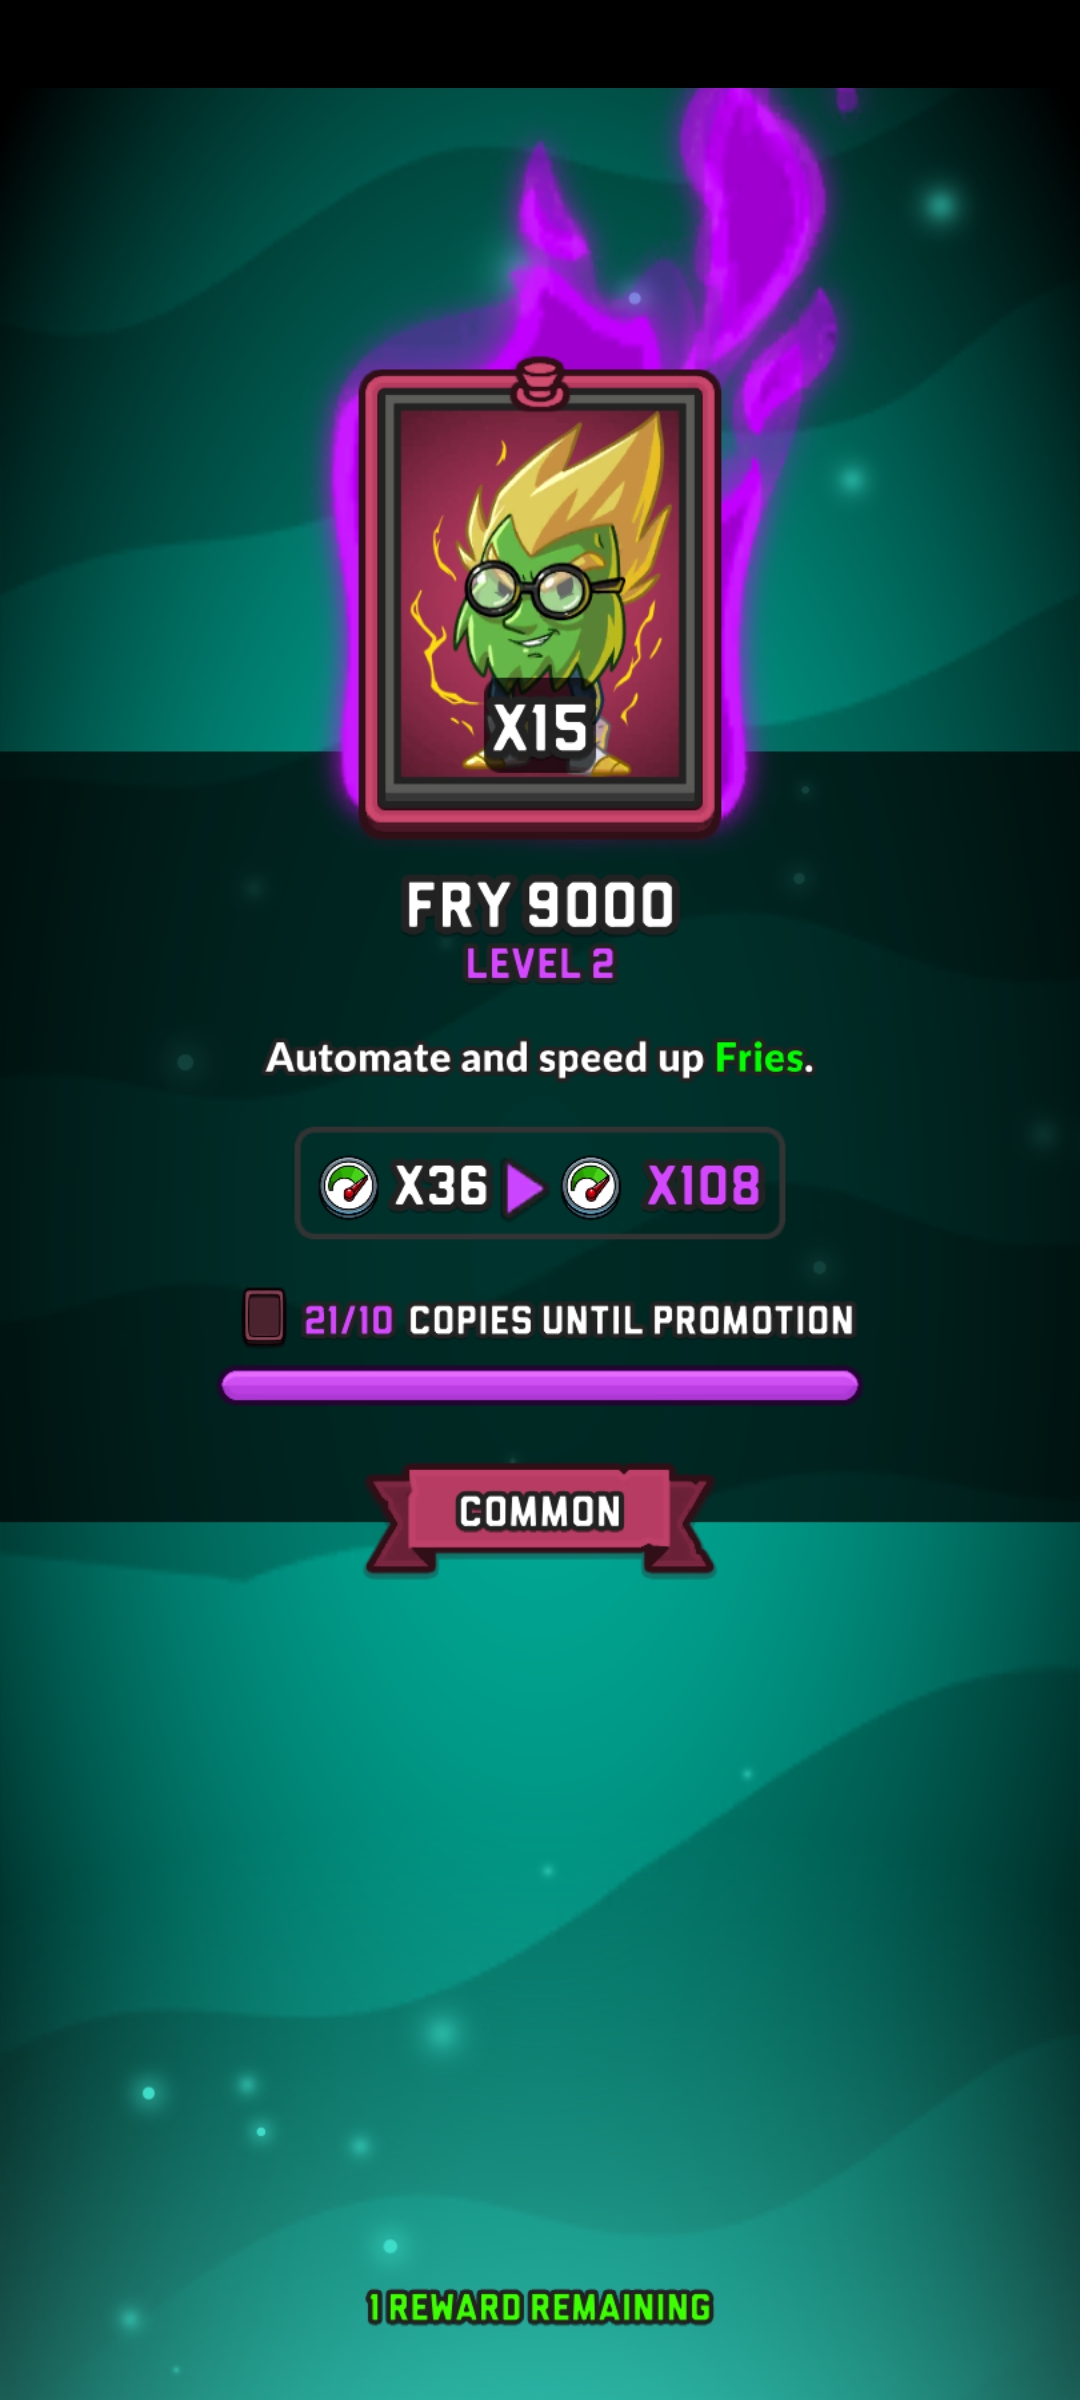 X15
FRY 9000
LEVEL 2
Automate and speed up Fries.
X36 X108
21/10 COPIES UNTIL PROMOTION
COMMON
1 REWARD REMAINING